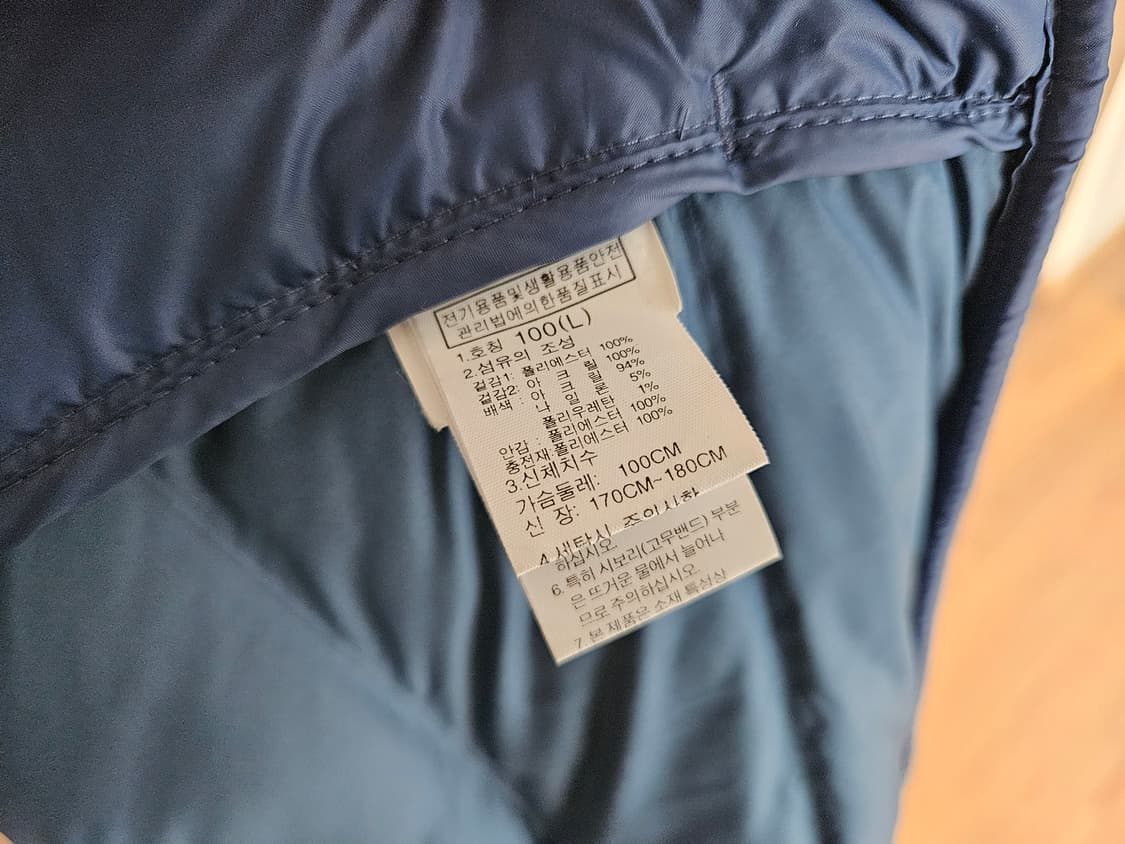 전기용품및생활용품안전
관리법에의한품질표시
1.호칭 100(L)
2.섬유의 조성
겉감1: 폴리에스터 100%
겉감2: 아 크 릴 100%
배색 : 아 크 릴 94%
나 일 론 5%
폴리우레탄 1%
안감 : 폴리에스터 100%
충전재:폴리에스터 100%
3.신체치수
가슴둘레: 100CM
신 장: 170CM~180CM
4.세탁시 주의사항
하십시오
6. 특히 시보리(고무밴드) 부분
은 뜨거운 물에서 늘어나
므로 주의하십시오.
7. 본 제품은 소재 특성상